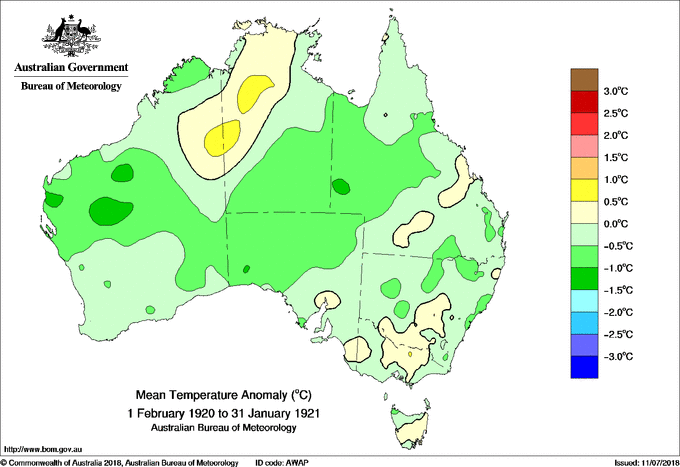 Australian Government
Bureau of Meteorology
3.0°C
2.5°C
2.0°C
1.5°C
1.0°C
0.5°C
0.0°C
−0.5°C
−1.0°C
−1.5°C
−2.0°C
−2.5°C
−3.0°C
Mean Temperature Anomaly (°C)
1 February 1920 to 31 January 1921
Australian Bureau of Meteorology
http://www.bom.gov.au
© Commonwealth of Australia 2018, Australian Bureau of Meteorology ID code: AWAP Issued: 11/07/2018